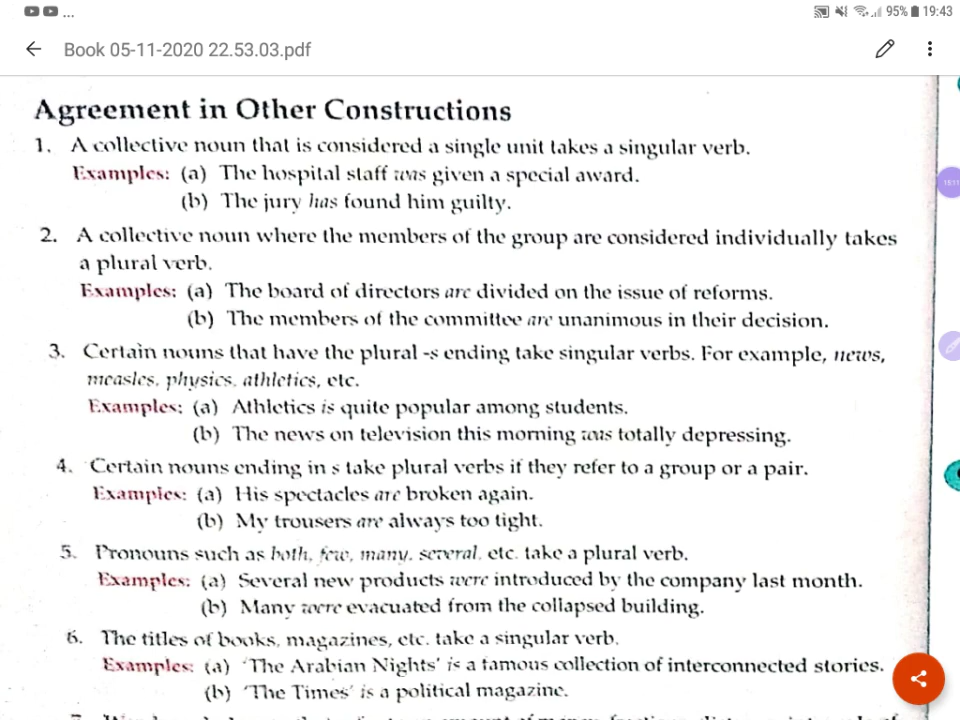 ... 95% 19:43
Book 05-11-2020 22.53.03.pdf
Agreement in Other Constructions
1. A collective noun that is considered a single unit takes a singular verb.
Examples: (a) The hospital staff was given a special award.
(b) The jury has found him guilty.
2. A collective noun where the members of the group are considered individually takes
a plural verb.
Examples: (a) The board of directors are divided on the issue of reforms.
(b) The members of the committee are unanimous in their decision.
3. Certain nouns that have the plural -s ending take singular verbs. For example, news,
measles, physics, athletics, etc.
Examples: (a) Athletics is quite popular among students.
(b) The news on television this morning was totally depressing.
4. Certain nouns ending in s take plural verbs if they refer to a group or a pair.
Examples: (a) His spectacles are broken again.
(b) My trousers are always too tight.
5. Pronouns such as both, few, many, several, etc. take a plural verb.
Examples: (a) Several new products were introduced by the company last month.
(b) Many were evacuated from the collapsed building.
6. The titles of books, magazines, etc. take a singular verb.
Examples: (a) 'The Arabian Nights' is a famous collection of interconnected stories.
(b) 'The Times' is a political magazine.